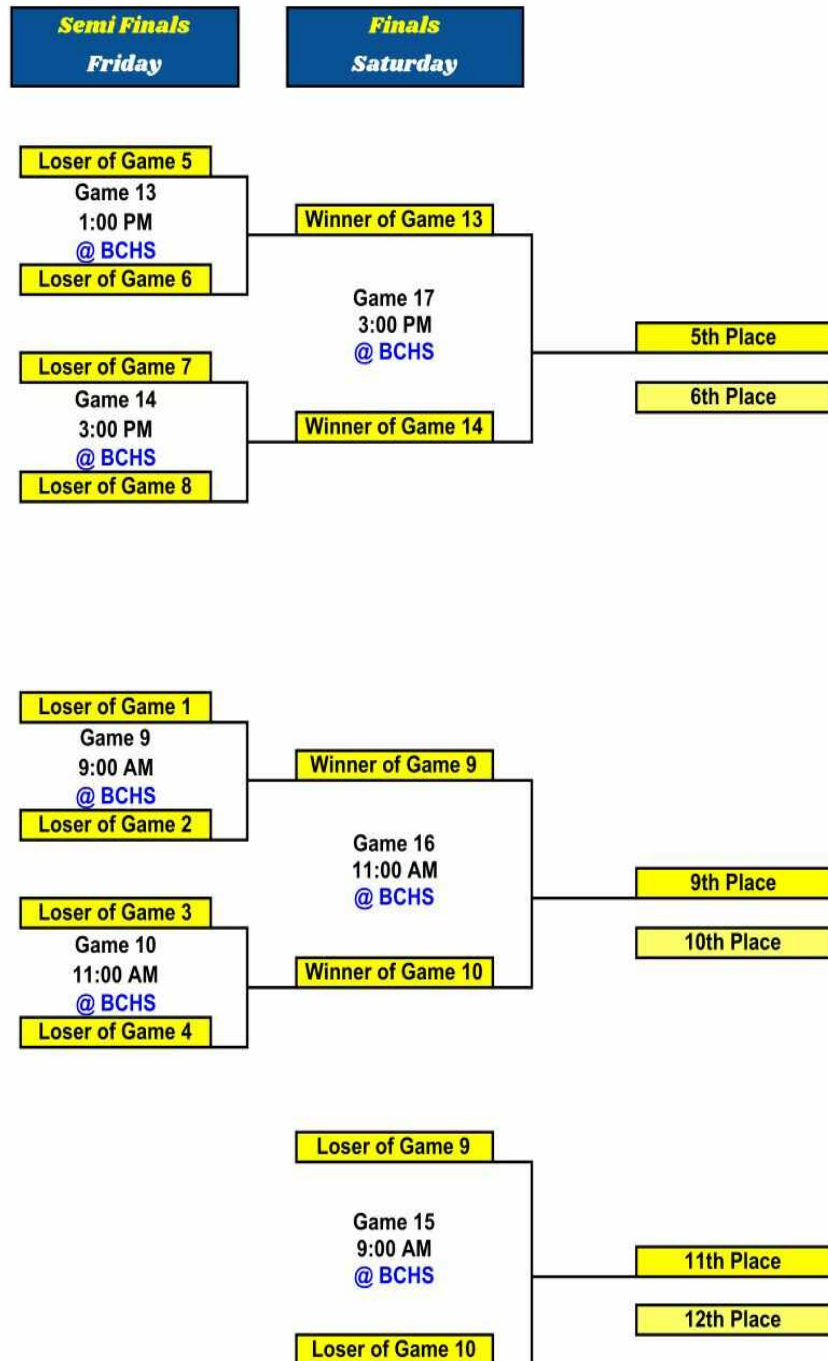 Semi Finals
Friday
Finals
Saturday
Loser of Game 5
Game 13
1:00 PM
@ BCHS
Loser of Game 6
Winner of Game 13
Game 17
3:00 PM
@ BCHS
5th Place
6th Place
Loser of Game 7
Game 14
3:00 PM
@ BCHS
Loser of Game 8
Winner of Game 14
Loser of Game 1
Game 9
9:00 AM
@ BCHS
Loser of Game 2
Winner of Game 9
Game 16
11:00 AM
@ BCHS
9th Place
10th Place
Loser of Game 3
Game 10
11:00 AM
@ BCHS
Loser of Game 4
Winner of Game 10
Loser of Game 9
Game 15
9:00 AM
@ BCHS
11th Place
12th Place
Loser of Game 10